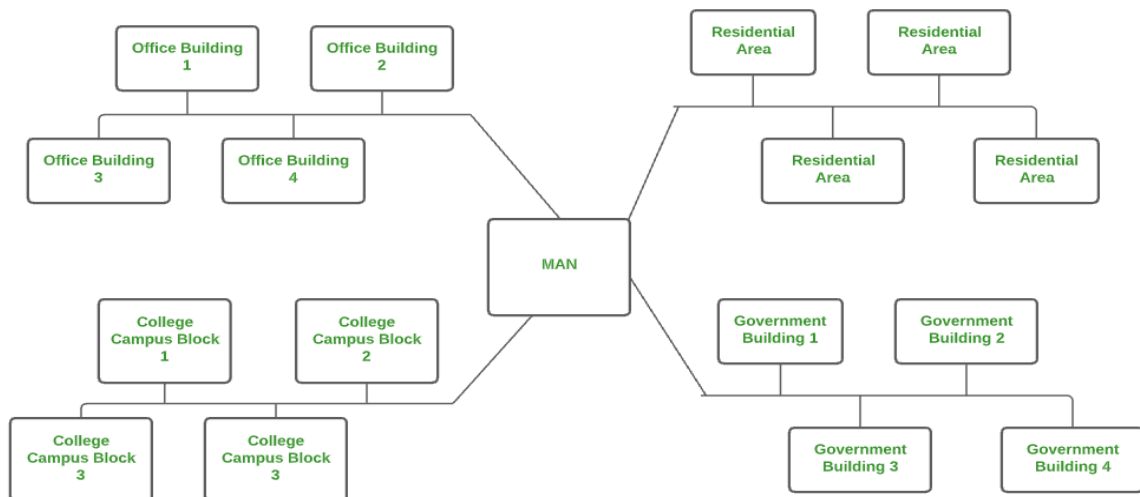 Office Building
1
Office Building
2
Office Building
3
Office Building
4
Residential
Area
Residential
Area
Residential
Area
Residential
Area
MAN
College
Campus Block
1
College
Campus Block
2
College
Campus Block
3
College
Campus Block
3
Government
Building 1
Government
Building 2
Government
Building 3
Government
Building 4